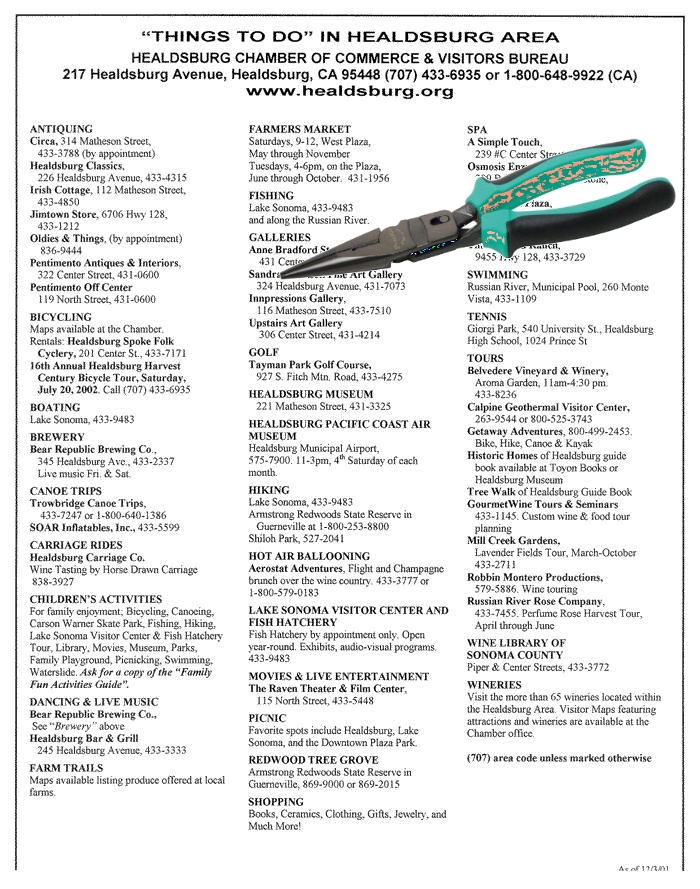 “THINGS TO DO” IN HEALDSBURG AREA
HEALDSBURG CHAMBER OF COMMERCE & VISITORS BUREAU
217 Healdsburg Avenue, Healdsburg, CA 95448 (707) 433-6935 or 1-800-648-9922 (CA)
www.healdsburg.org
ANTIQUING
Circa, 314 Matheson Street,
433-3788 (by appointment)
Healdsburg Classics,
226 Healdsburg Avenue, 433-4315
Irish Cottage, 112 Matheson Street,
433-4850
Jimtown Store, 6706 Hwy 128,
433-1212
Oldies & Things, (by appointment)
836-9444
Pentimento Antiques & Interiors,
322 Center Street, 431-0600
Pentimento Off Center
119 North Street, 431-0600
BICYCLING
Maps available at the Chamber.
Rentals: Healdsburg Spoke Folk
Cyclery, 201 Center St., 433-7171
16th Annual Healdsburg Harvest
Century Bicycle Tour, Saturday,
July 20, 2002. Call (707) 433-6935
BOATING
Lake Sonoma, 433-9483
BREWERY
Bear Republic Brewing Co.,
345 Healdsburg Ave., 433-2337
Live music Fri. & Sat.
CANOE TRIPS
Trowbridge Canoe Trips,
433-7247 or 1-800-640-1386
SOAR Inflatables, Inc., 433-5599
CARRIAGE RIDES
Healdsburg Carriage Co.
Wine Tasting by Horse Drawn Carriage
838-3927
CHILDREN'S ACTIVITIES
For family enjoyment; Bicycling, Canoeing,
Carson Warner Skate Park, Fishing, Hiking,
Lake Sonoma Visitor Center & Fish Hatchery
Tour, Library, Movies, Museum, Parks,
Family Playground, Picnicking, Swimming,
Waterslide. Ask for a copy of the “Family
Fun Activities Guide”.
DANCING & LIVE MUSIC
Bear Republic Brewing Co.,
See “Brewery” above
Healdsburg Bar & Grill
245 Healdsburg Avenue, 433-3333
FARM TRAILS
Maps available listing produce offered at local
farms.
FARMERS MARKET
Saturdays, 9-12, West Plaza,
May through November
Tuesdays, 4-6pm, on the Plaza,
June through October. 431-1956
FISHING
Lake Sonoma, 433-9483
and along the Russian River.
GALLERIES
Anne Bradford
431
Fine Art Gallery
324 Healdsburg Avenue, 431-7073
Innpressions Gallery,
116 Matheson Street, 433-7510
Upstairs Art Gallery
306 Center Street, 431-4214
GOLF
Tayman Park Golf Course,
927 S. Fitch Mtn. Road, 433-4275
HEALDSBURG MUSEUM
221 Matheson Street, 431-3325
HEALDSBURG PACIFIC COAST AIR
MUSEUM
Healdsburg Municipal Airport,
575-7900. 11-3pm, 4th Saturday of each
month.
HIKING
Lake Sonoma, 433-9483
Armstrong Redwoods State Reserve in
Guerneville at 1-800-253-8800
Shiloh Park, 527-2041
HOT AIR BALLOONING
Aerostat Adventures, Flight and Champagne
brunch over the wine country. 433-3777 or
1-800-579-0183
LAKE SONOMA VISITOR CENTER AND
FISH HATCHERY
Fish Hatchery by appointment only. Open
year-round. Exhibits, audio-visual programs.
433-9483
MOVIES & LIVE ENTERTAINMENT
The Raven Theater & Film Center,
115 North Street, 433-5448
PICNIC
Favorite spots include Healdsburg, Lake
Sonoma, and the Downtown Plaza Park.
REDWOOD TREE GROVE
Armstrong Redwoods State Reserve in
Guerneville, 869-9000 or 869-2015
SHOPPING
Books, Ceramics, Clothing, Gifts, Jewelry, and
Much More!
SPA
A Simple Touch,
239 #C Center
Osmosis
9455 128, 433-3729
SWIMMING
Russian River, Municipal Pool, 260 Monte
Vista, 433-1109
TENNIS
Giorgi Park, 540 University St., Healdsburg
High School, 1024 Prince St
TOURS
Belvedere Vineyard & Winery,
Aroma Garden, 11am-4:30 pm.
433-8236
Calpine Geothermal Visitor Center,
263-9544 or 800-525-3743
Getaway Adventures, 800-499-2453.
Bike, Hike, Canoe & Kayak
Historic Homes of Healdsburg guide
book available at Toyon Books or
Healdsburg Museum
Tree Walk of Healdsburg Guide Book
GourmetWine Tours & Seminars
433-1145. Custom wine & food tour
planning
Mill Creek Gardens,
Lavender Fields Tour, March-October
433-2711
Robbin Montero Productions,
579-5886. Wine touring
Russian River Rose Company,
433-7455. Perfume Rose Harvest Tour,
April through June
WINE LIBRARY OF
SONOMA COUNTY
Piper & Center Streets, 433-3772
WINERIES
Visit the more than 65 wineries located within
the Healdsburg Area. Visitor Maps featuring
attractions and wineries are available at the
Chamber office.
(707) area code unless marked otherwise
As of 12/3/01